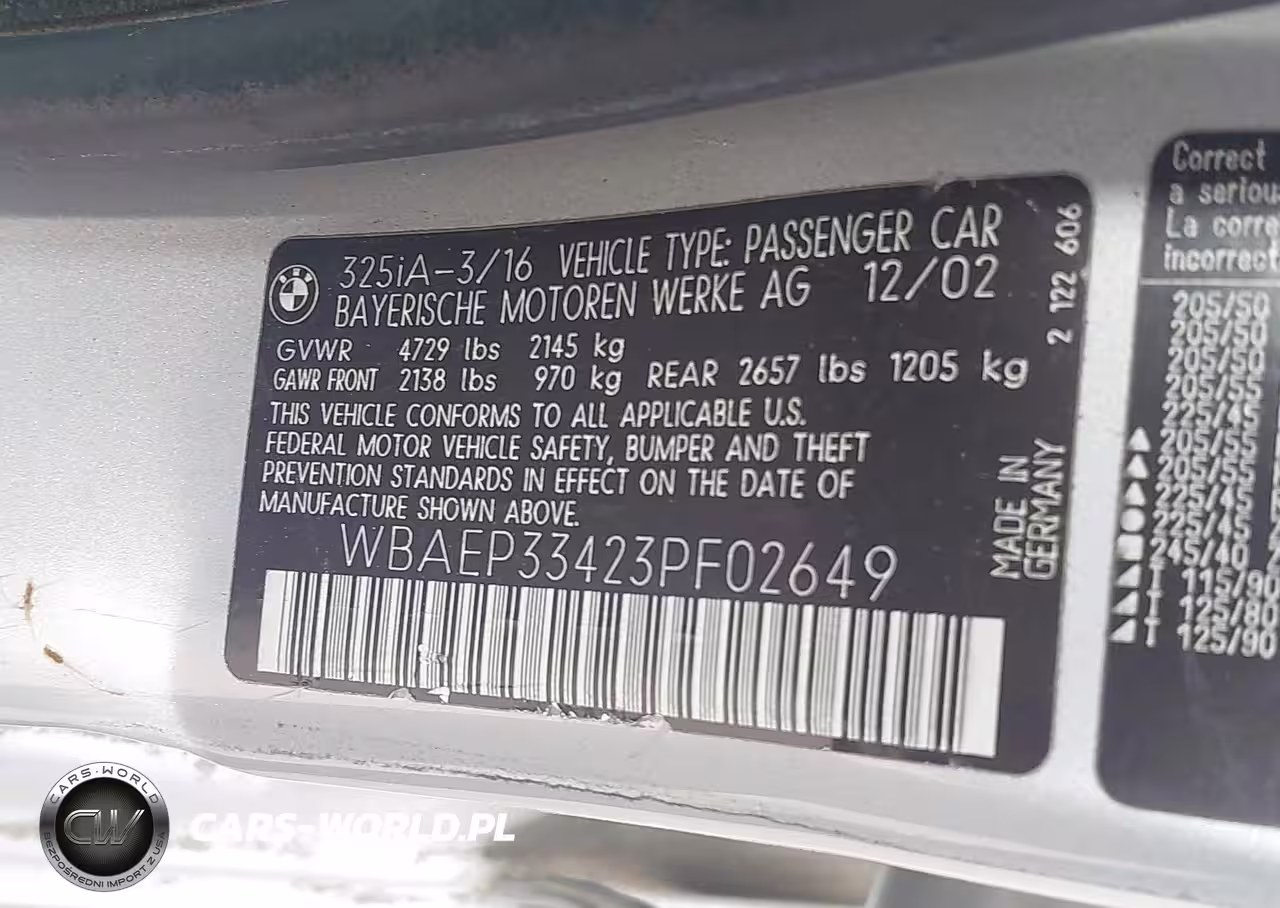 325iA-3/16 VEHICLE TYPE: PASSENGER CAR
BAYERISCHE MOTOREN WERKE AG 12/02
GVWR 4729 lbs 2145 kg
GAWR FRONT 2138 lbs 970 kg REAR 2657 lbs 1205 kg
THIS VEHICLE CONFORMS TO ALL APPLICABLE U.S.
FEDERAL MOTOR VEHICLE SAFETY, BUMPER AND THEFT
PREVENTION STANDARDS IN EFFECT ON THE DATE OF
MANUFACTURE SHOWN ABOVE.
WBAEP33423PF02649
2 122 606
MADE IN
GERMANY
Correct
a seriou
La corre
incorrect
205/50
205/50
205/50
205/55
225/45
205/55
205/55
225/45
225/45
245/40 2
T 115/90
T 125/80
T 125/90
CARS-WORLD
CW
BEZPOŚREDNI IMPORT Z USA
CARS-WORLD.PL